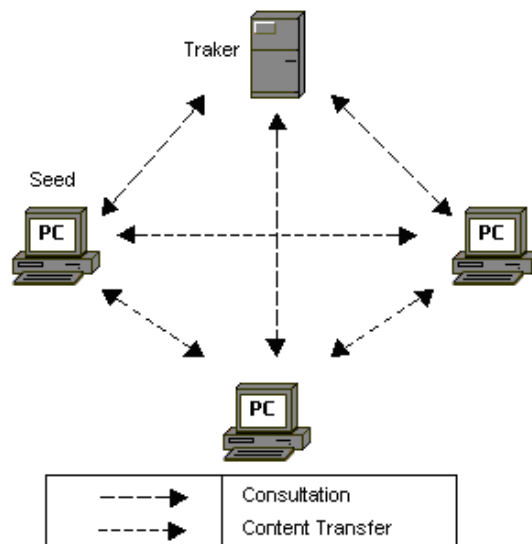 Traker
Seed
PC
PC
PC
Consultation
Content Transfer